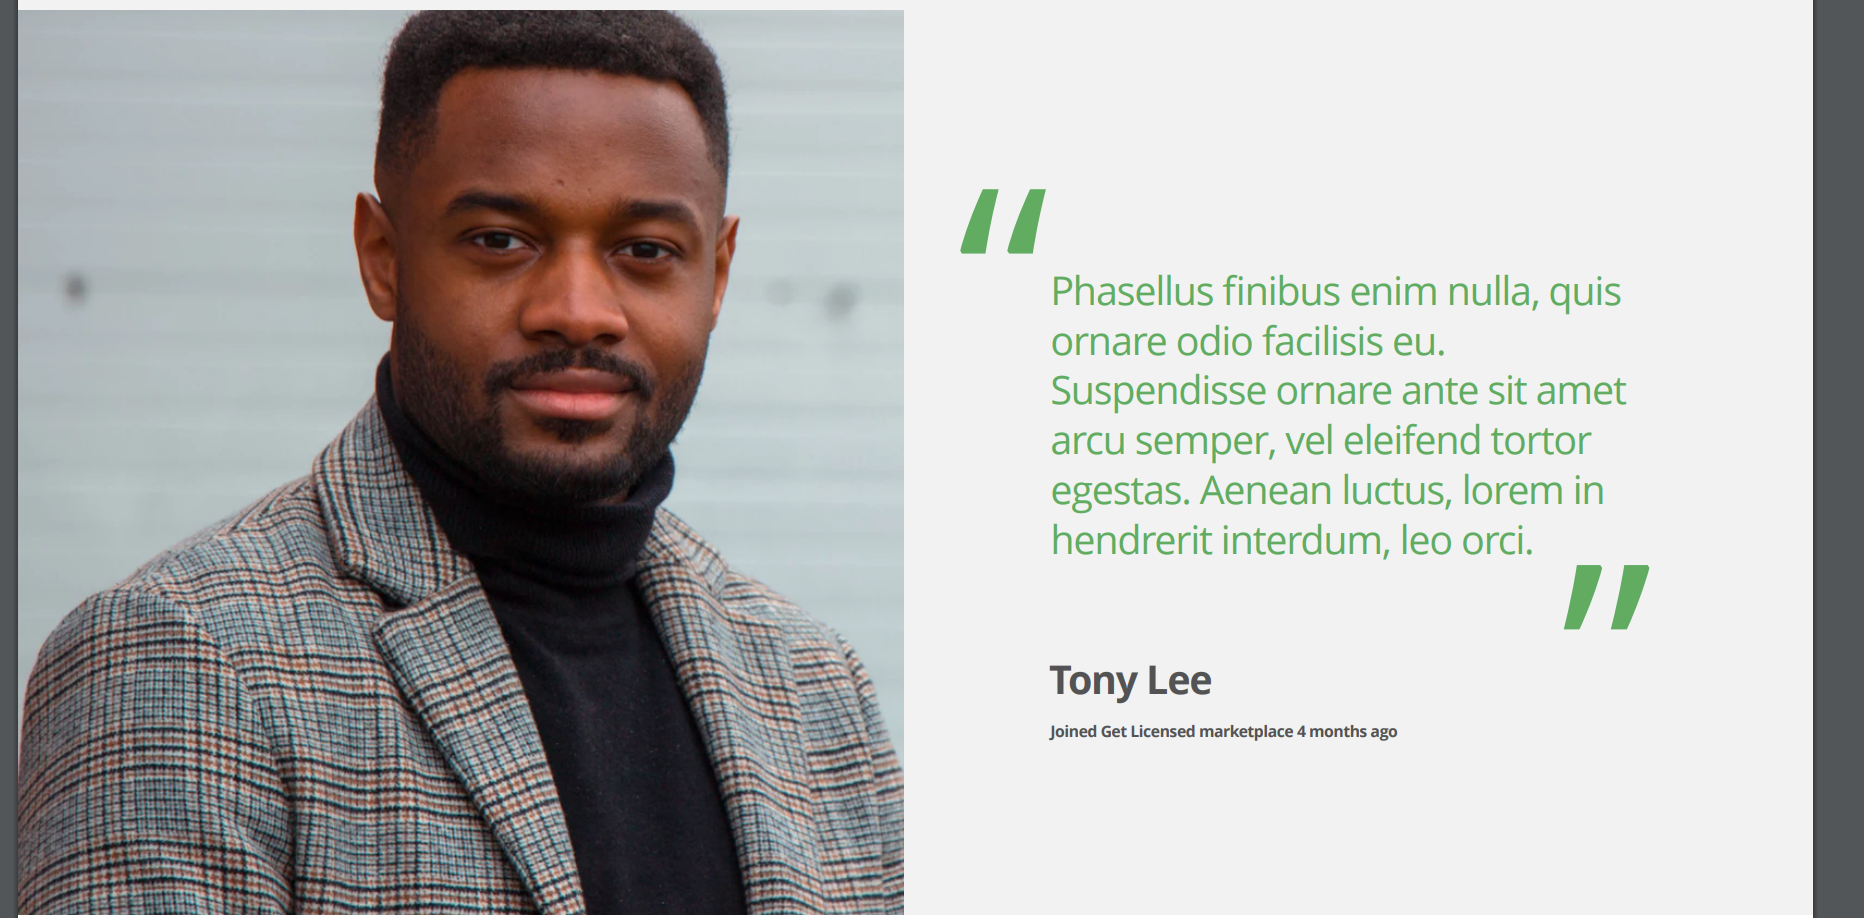 “
Phasellus finibus enim nulla, quis
ornare odio facilisis eu.
Suspendisse ornare ante sit amet
arcu semper, vel eleifend tortor
egestas. Aenean luctus, lorem in
hendrerit interdum, leo orci.
”
Tony Lee
Joined Get Licensed marketplace 4 months ago